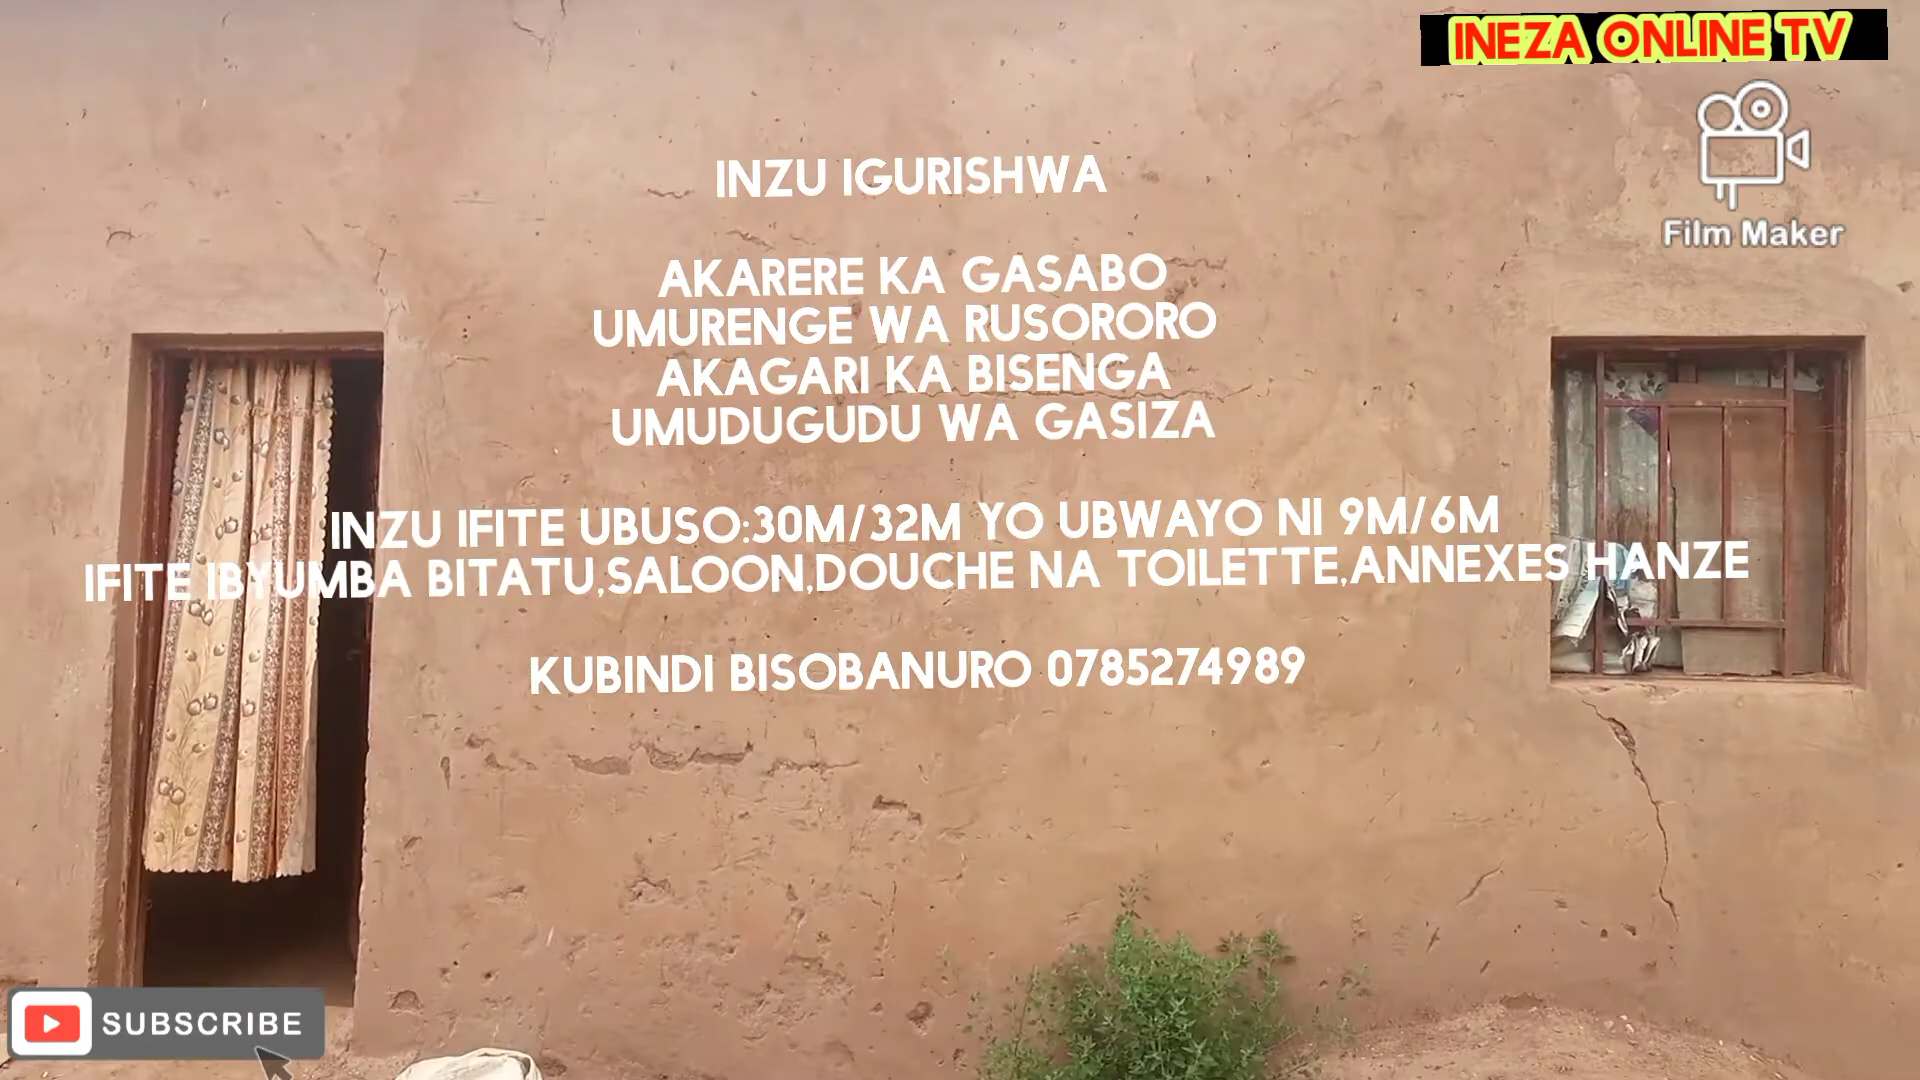 INEZA ONLINE TV
Film Maker
INZU IGURISHWA
AKARERE KA GASABO
UMURENGE WA RUSORORO
AKAGARI KA BISENGA
UMUDUGUDU WA GASIZA
INZU IFITE UBUSO:30M/32M YO UBWAYO NI 9M/6M
IFITE IBYUMBA BITATU,SALOON,DOUCHE NA TOILETTE,ANNEXES HANZE
KUBINDI BISOBANURO 0785274989
SUBSCRIBE